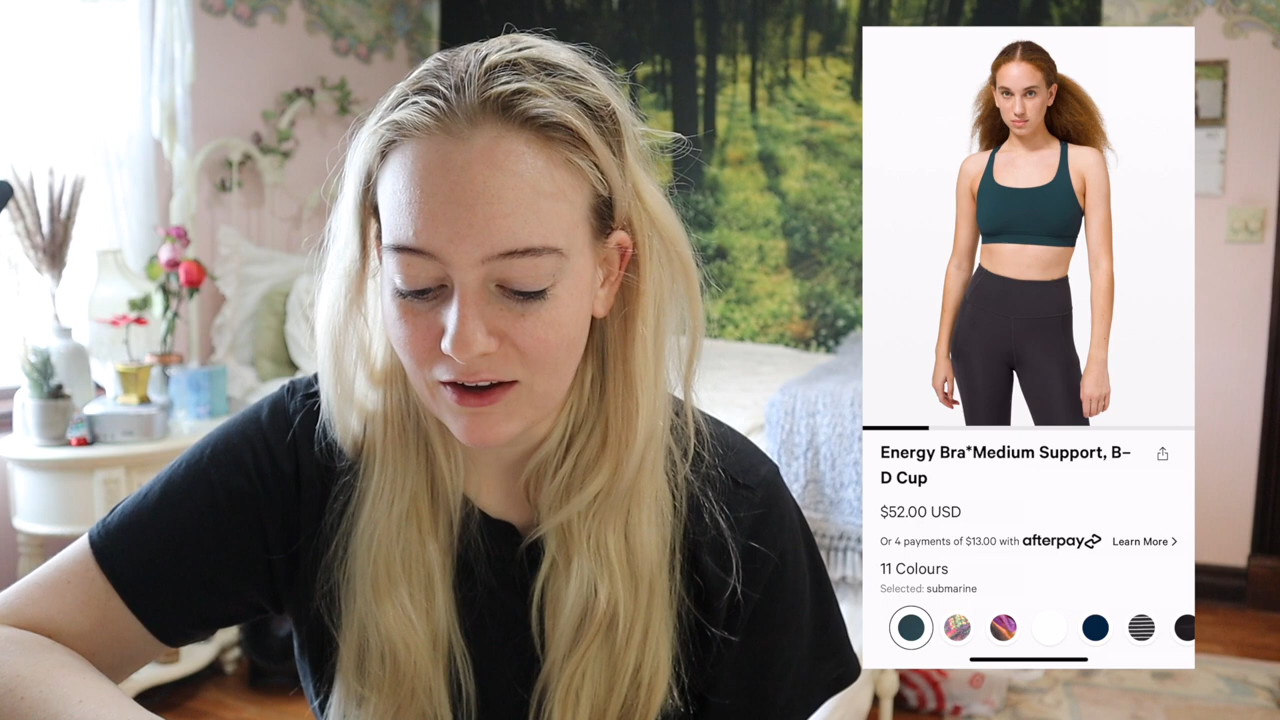 Energy Bra*Medium Support, B–
D Cup
$52.00 USD
Or 4 payments of $13.00 with afterpay Learn More
11 Colours
Selected: submarine